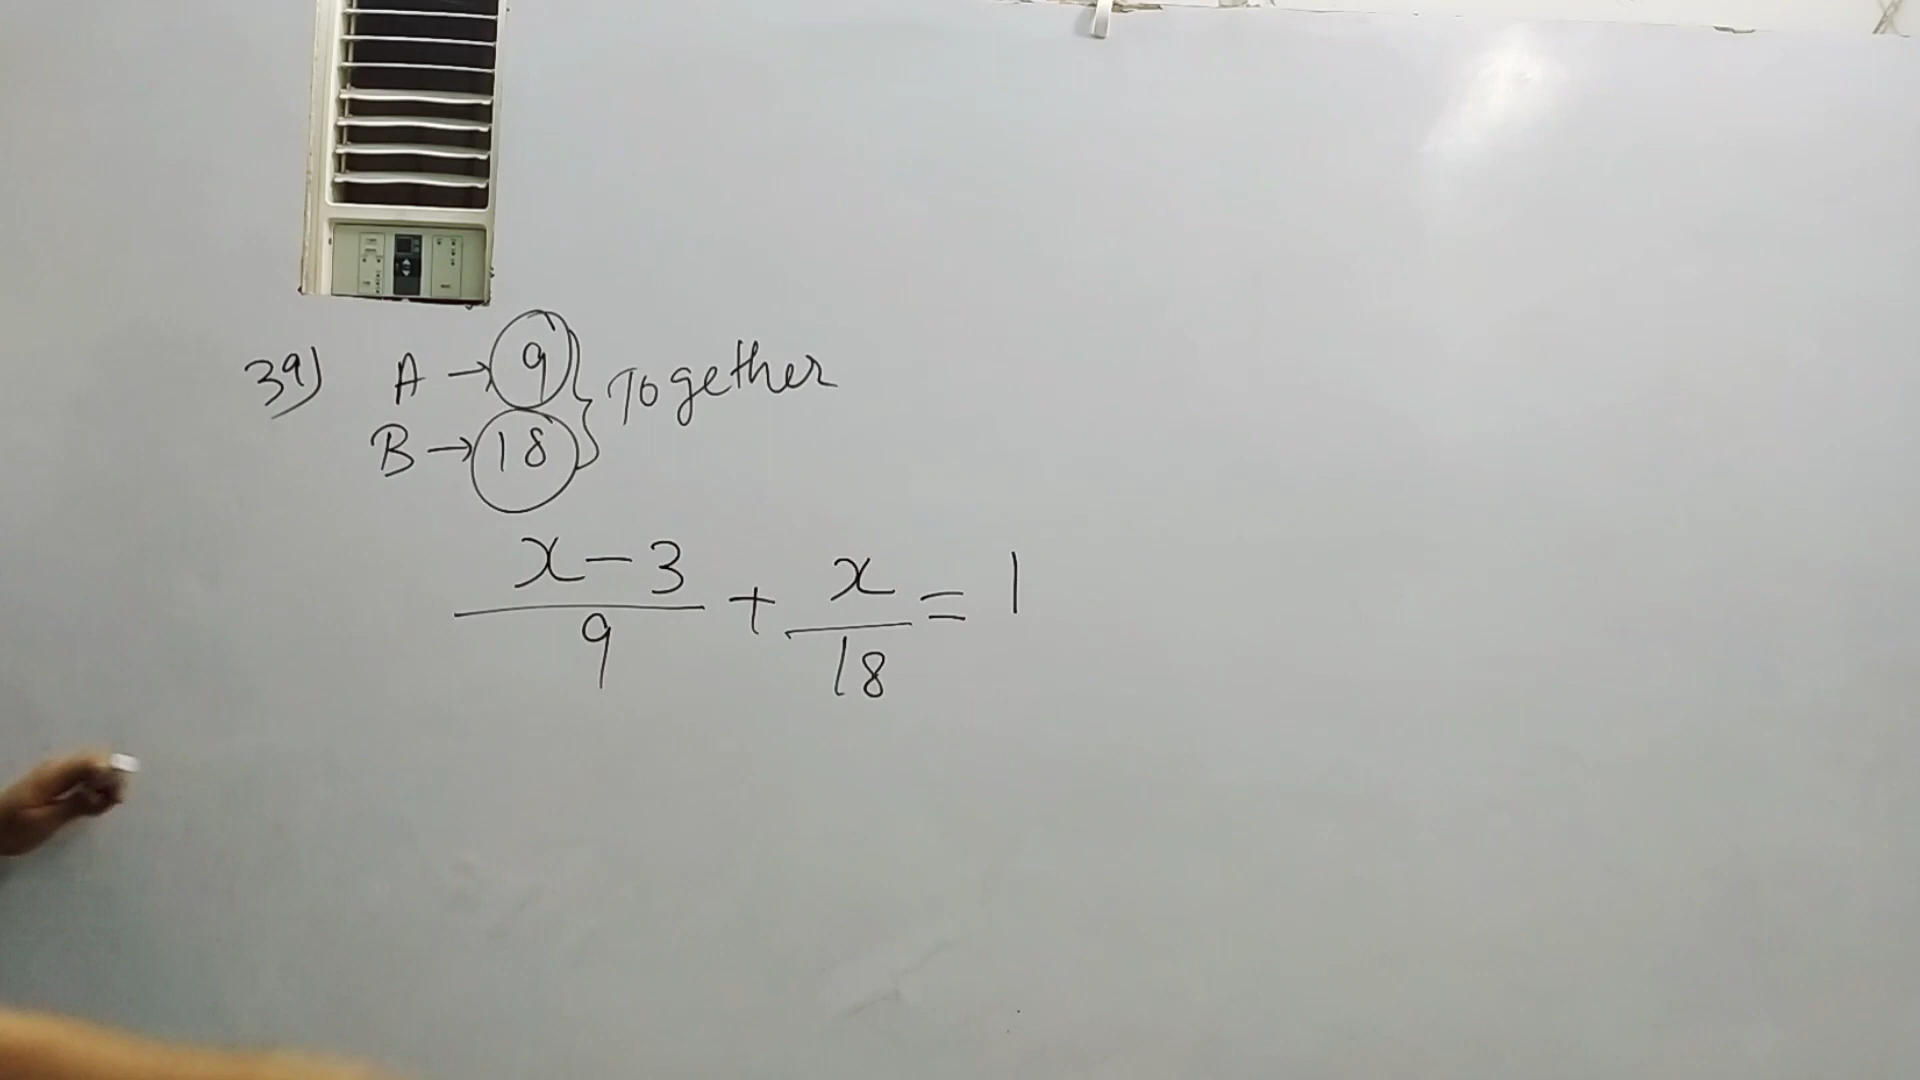 39) A → 9 } Together
B → 18
x - 3 / 9 + x / 18 = 1